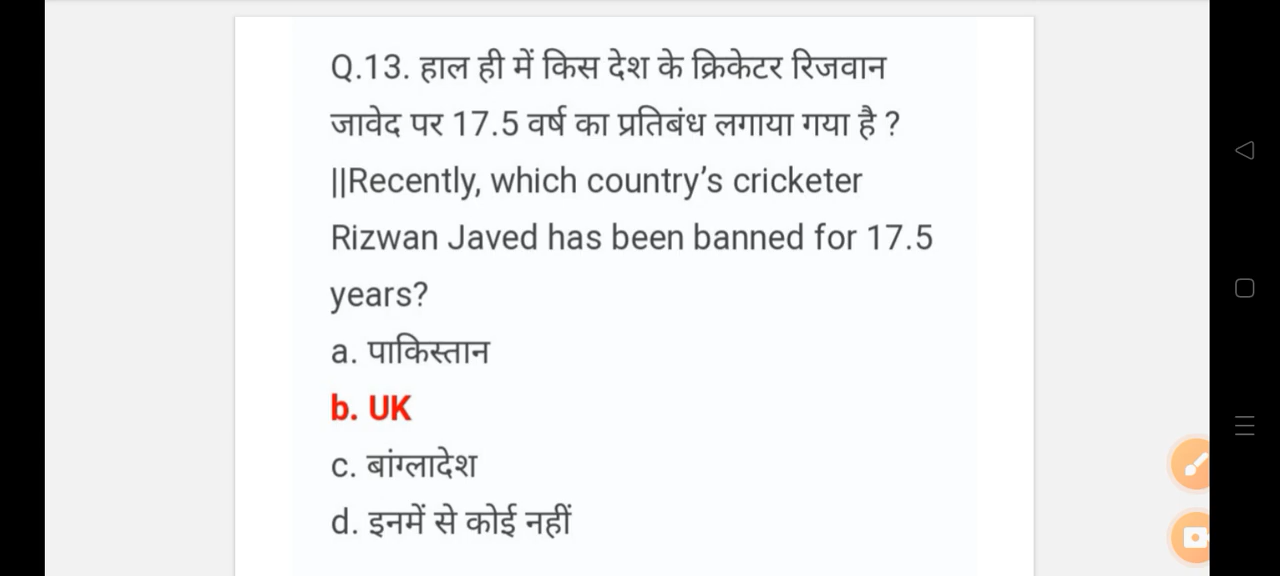 Q.13. हाल ही में किस देश के क्रिकेटर रिजवान
जावेद पर 17.5 वर्ष का प्रतिबंध लगाया गया है ?
||Recently, which country’s cricketer
Rizwan Javed has been banned for 17.5
years?
a. पाकिस्तान
b. UK
c. बांग्लादेश
d. इनमें से कोई नहीं